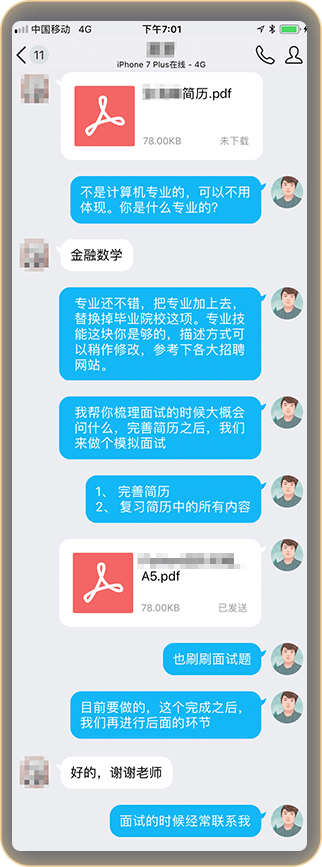 中国移动 4G 下午7:01
11
iPhone 7 Plus在线 - 4G
简历.pdf
78.00KB 未下载
不是计算机专业的，可以不用
体现。你是什么专业的？
金融数学
专业还不错，把专业加上去，
替换掉毕业院校这项。专业技
能这块你是够的，描述方式可
以稍作修改，参考下各大招聘
网站。
我帮你梳理面试的时候大概会
问什么，完善简历之后，我们
来做个模拟面试
1、 完善简历
2、 复习简历中的所有内容
A5.pdf
78.00KB 已发送
也刷刷面试题
目前要做的，这个完成之后，
我们再进行后面的环节
好的，谢谢老师
面试的时候经常联系我